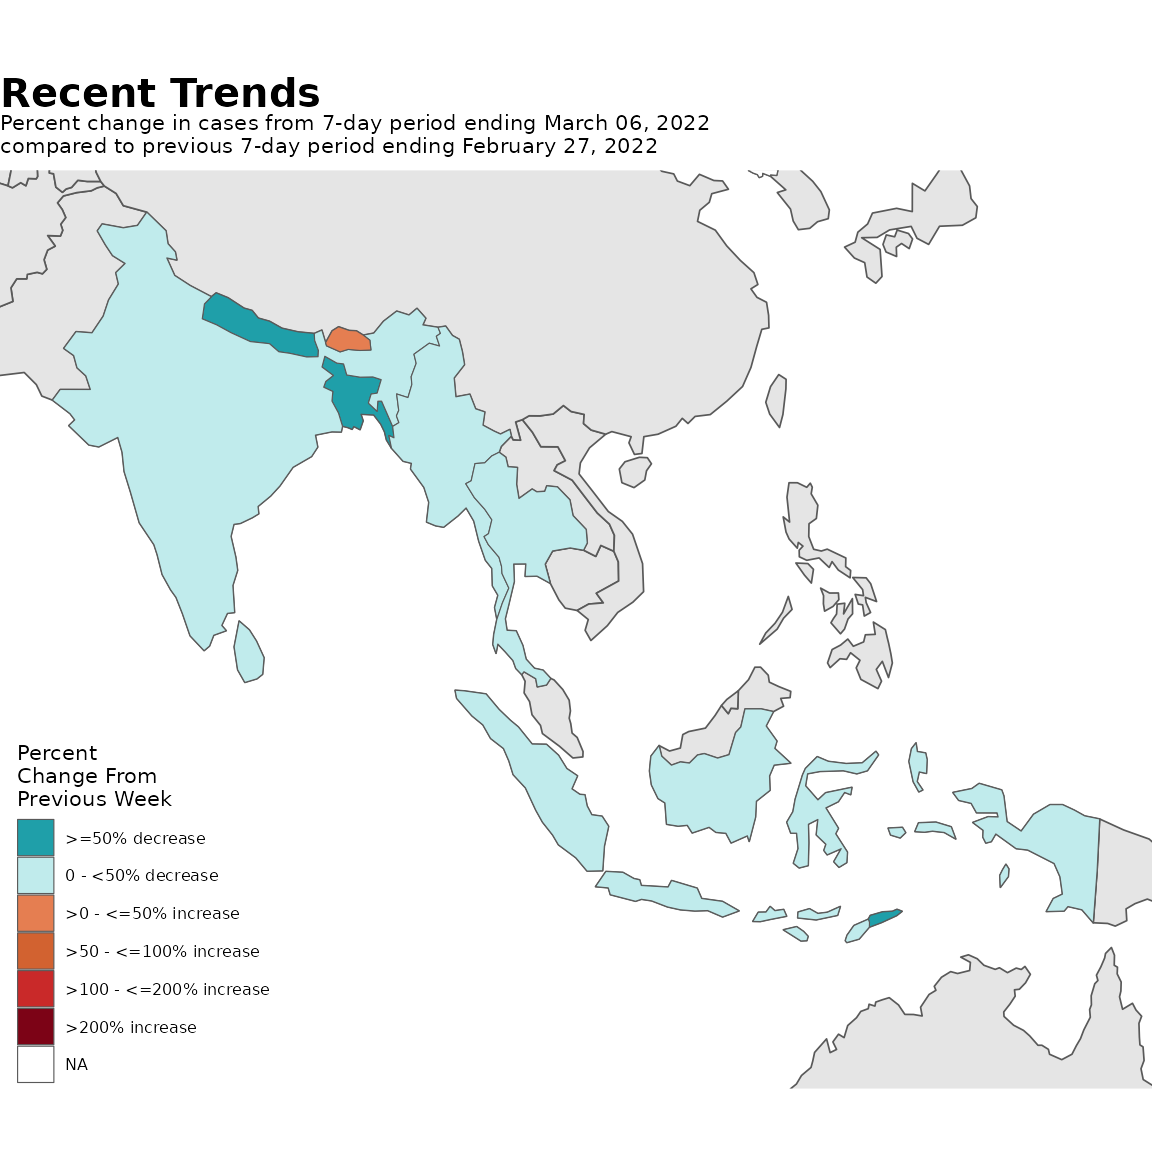 Recent Trends
Percent change in cases from 7-day period ending March 06, 2022
compared to previous 7-day period ending February 27, 2022
Percent
Change From
Previous Week
>=50% decrease
0 - <50% decrease
>0 - <=50% increase
>50 - <=100% increase
>100 - <=200% increase
>200% increase
NA